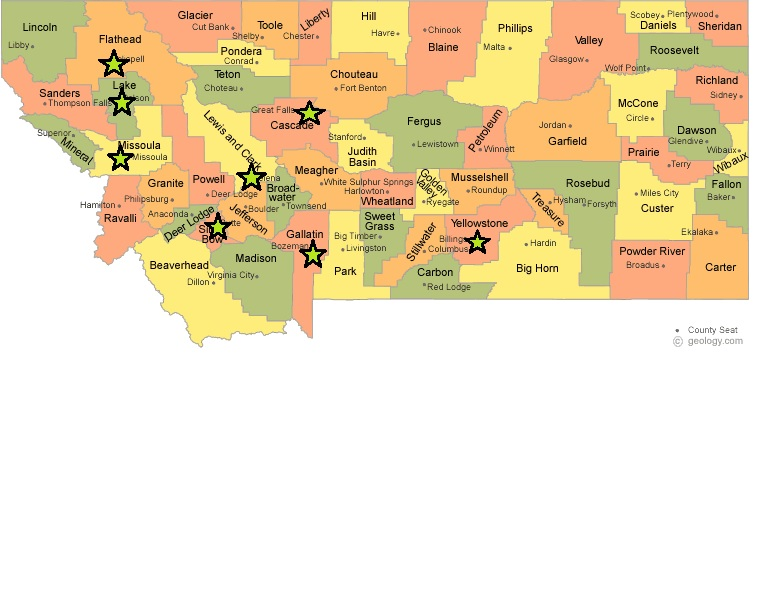 Lincoln
Libby
Flathead
Glacier
Cut Bank
Toole
Shelby
Liberty
Chester
Hill
Havre
Chinook
Blaine
Phillips
Malta
Valley
Glasgow
Scobey
Daniels
Plentywood
Sheridan
Roosevelt
Wolf Point
Pondera
Conrad
Teton
Choteau
Chouteau
Fort Benton
Richland
Sidney
McCone
Circle
Sanders
Thompson Falls
Lake
Great Falls
Cascade
Lewis and Clark
Stanford
Judith
Basin
Fergus
Lewistown
Petroleum
Winnett
Jordan
Garfield
Dawson
Glendive
Wibaux
Wibaux
Prairie
Terry
Superior
Mineral
Missoula
Missoula
Granite
Philipsburg
Powell
Deer Lodge
Meagher
White Sulphur Springs
Harlowton
Wheatland
Golden
Valley
Ryegate
Musselshell
Roundup
Treasure
Hysham
Rosebud
Forsyth
Miles City
Custer
Fallon
Baker
Hamilton
Ravalli
Anaconda
Deer Lodge
Bow
Jefferson
Boulder
Broad-
water
Townsend
Gallatin
Bozeman
Big Timber
Livingston
Park
Sweet
Grass
Stillwater
Columbus
Yellowstone
Billings
Hardin
Big Horn
Powder River
Broadus
Ekalaka
Carter
Beaverhead
Dillon
Madison
Virginia City
Carbon
Red Lodge
County Seat
© geology.com